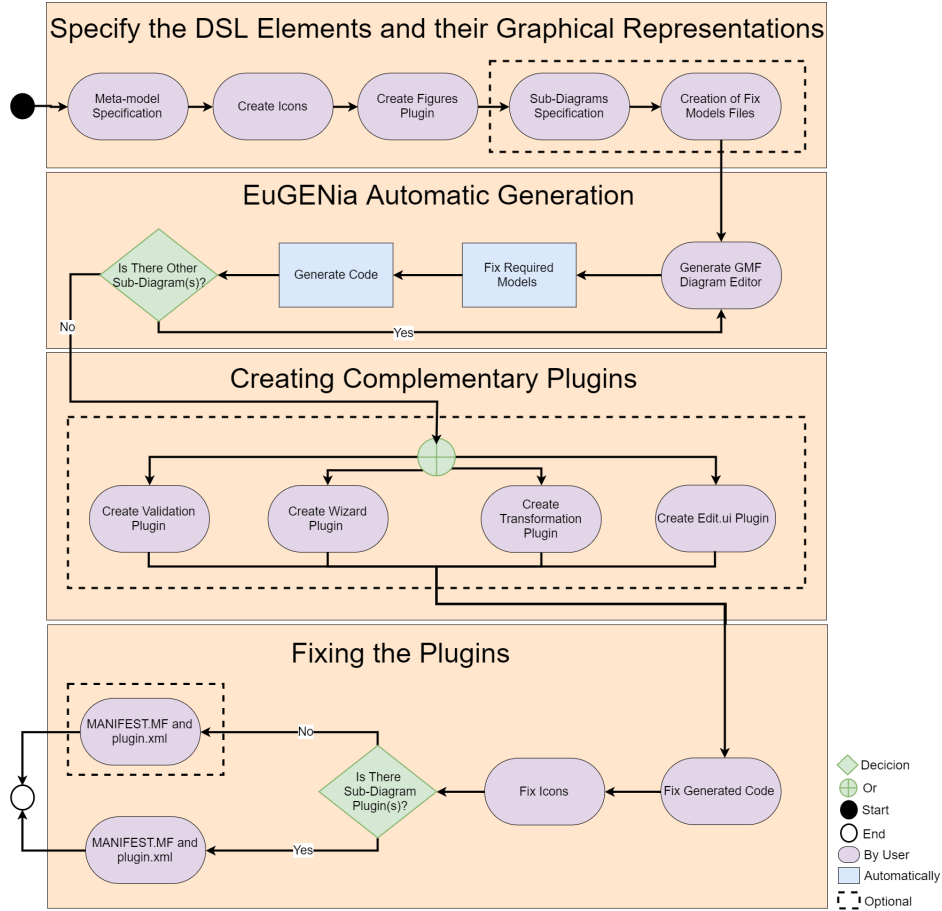 Specify the DSL Elements and their Graphical Representations
Meta-model
Specification
Create Icons
Create Figures
Plugin
Sub-Diagrams
Specification
Creation of Fix
Models Files
EuGENia Automatic Generation
Is There Other
Sub-Diagram(s)?
Generate Code
Fix Required
Models
Generate GMF
Diagram Editor
No
Yes
Creating Complementary Plugins
Create Validation
Plugin
Create Wizard
Plugin
Create
Transformation
Plugin
Create Edit.ui Plugin
Fixing the Plugins
MANIFEST.MF and
plugin.xml
No
Is There
Sub-Diagram
Plugin(s)?
Fix Icons
Fix Generated Code
MANIFEST.MF and
plugin.xml
Yes
Decicion
Or
Start
End
By User
Automatically
Optional